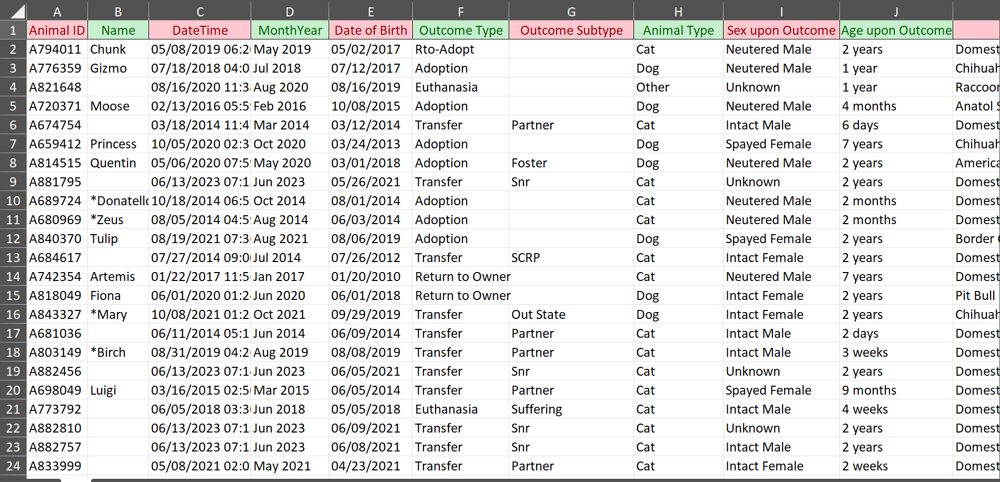 A B C D E F G H I J
1 Animal ID Name DateTime MonthYear Date of Birth Outcome Type Outcome Subtype Animal Type Sex upon Outcome Age upon Outcome
2 A794011 Chunk 05/08/2019 06:2 May 2019 05/02/2017 Rto-Adopt Cat Neutered Male 2 years Domest
3 A776359 Gizmo 07/18/2018 04:0 Jul 2018 07/12/2017 Adoption Dog Neutered Male 1 year Chihuah
4 A821648 08/16/2020 11:3 Aug 2020 08/16/2019 Euthanasia Other Unknown 1 year Raccoon
5 A720371 Moose 02/13/2016 05:5 Feb 2016 10/08/2015 Adoption Dog Neutered Male 4 months Anatol S
6 A674754 03/18/2014 11:4 Mar 2014 03/12/2014 Transfer Partner Cat Intact Male 6 days Domest
7 A659412 Princess 10/05/2020 02:3 Oct 2020 03/24/2013 Adoption Dog Spayed Female 7 years Chihuah
8 A814515 Quentin 05/06/2020 07:5 May 2020 03/01/2018 Adoption Foster Dog Neutered Male 2 years America
9 A881795 06/13/2023 07:1 Jun 2023 05/26/2021 Transfer Snr Cat Unknown 2 years Domest
10 A689724 *Donatello 10/18/2014 06:5 Oct 2014 08/01/2014 Adoption Cat Neutered Male 2 months Domest
11 A680969 *Zeus 08/05/2014 04:5 Aug 2014 06/03/2014 Adoption Cat Neutered Male 2 months Domest
12 A840370 Tulip 08/19/2021 07:3 Aug 2021 08/06/2019 Adoption Dog Spayed Female 2 years Border
13 A684617 07/27/2014 09:0 Jul 2014 07/26/2012 Transfer SCRP Cat Intact Female 2 years Domest
14 A742354 Artemis 01/22/2017 11:5 Jan 2017 01/20/2010 Return to Owner Cat Neutered Male 7 years Domest
15 A818049 Fiona 06/01/2020 01:2 Jun 2020 06/01/2018 Return to Owner Dog Intact Female 2 years Pit Bull
16 A843327 *Mary 10/08/2021 01:2 Oct 2021 09/29/2019 Transfer Out State Dog Intact Female 2 years Chihuah
17 A681036 06/11/2014 05:1 Jun 2014 06/09/2014 Transfer Partner Cat Intact Male 2 days Domest
18 A803149 *Birch 08/31/2019 04:2 Aug 2019 08/08/2019 Transfer Partner Cat Intact Male 3 weeks Domest
19 A882456 06/13/2023 07:1 Jun 2023 06/05/2021 Transfer Snr Cat Unknown 2 years Domest
20 A698049 Luigi 03/16/2015 02:5 Mar 2015 06/05/2014 Transfer Partner Cat Spayed Female 9 months Domest
21 A773792 06/05/2018 03:3 Jun 2018 05/05/2018 Euthanasia Suffering Cat Intact Male 4 weeks Domest
22 A882810 06/13/2023 07:1 Jun 2023 06/09/2021 Transfer Snr Cat Unknown 2 years Domest
23 A882757 06/13/2023 07:1 Jun 2023 06/08/2021 Transfer Snr Cat Intact Male 2 years Domest
24 A833999 05/08/2021 02:0 May 2021 04/23/2021 Transfer Partner Cat Intact Female 2 weeks Domest